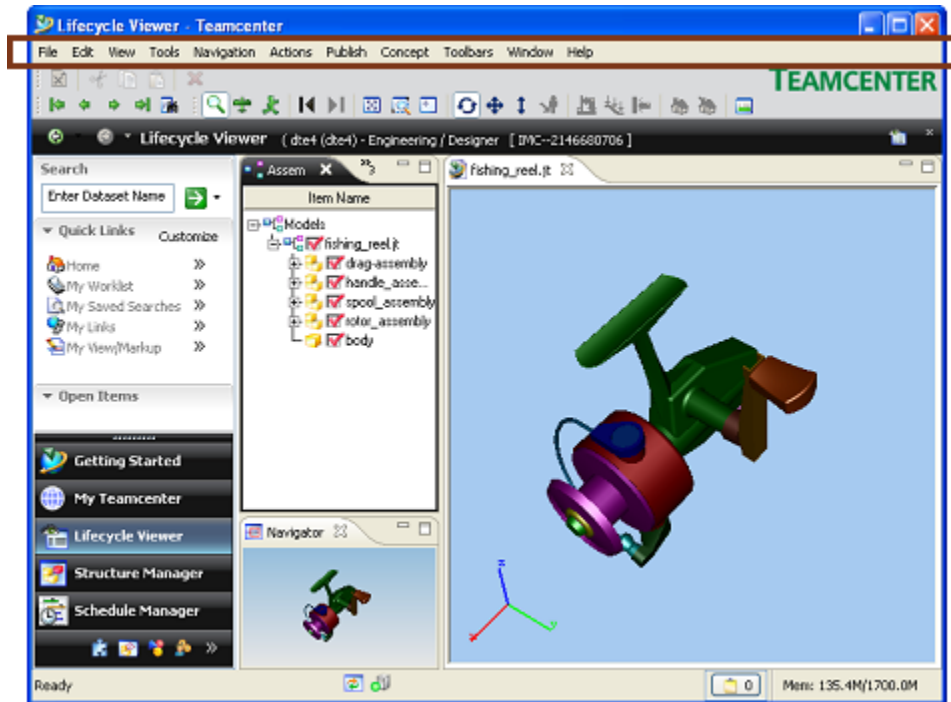 Lifecycle Viewer - Teamcenter
File Edit View Tools Navigation Actions Publish Concept Toolbars Window Help
TEAMCENTER
Lifecycle Viewer ( dte4 (dte4) - Engineering / Designer [ IMC--2146680706 ]
Search
Enter Dataset Name
Quick Links Customize
Home
My Worklist
My Saved Searches
My Links
My View/Markup
Open Items
Getting Started
My Teamcenter
Lifecycle Viewer
Structure Manager
Schedule Manager
Assem
3
Item Name
Models
fishing_reel.jt
drag-assembly
handle_asse...
spool_assembly
rotor_assembly
body
Navigator
fishing_reel.jt
z
y
x
Ready
0
Mem: 135.4M/1700.0M